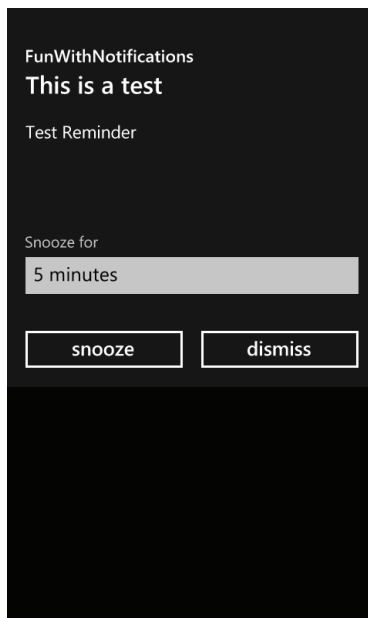 FunWithNotifications
This is a test
Test Reminder
Snooze for
5 minutes
snooze dismiss